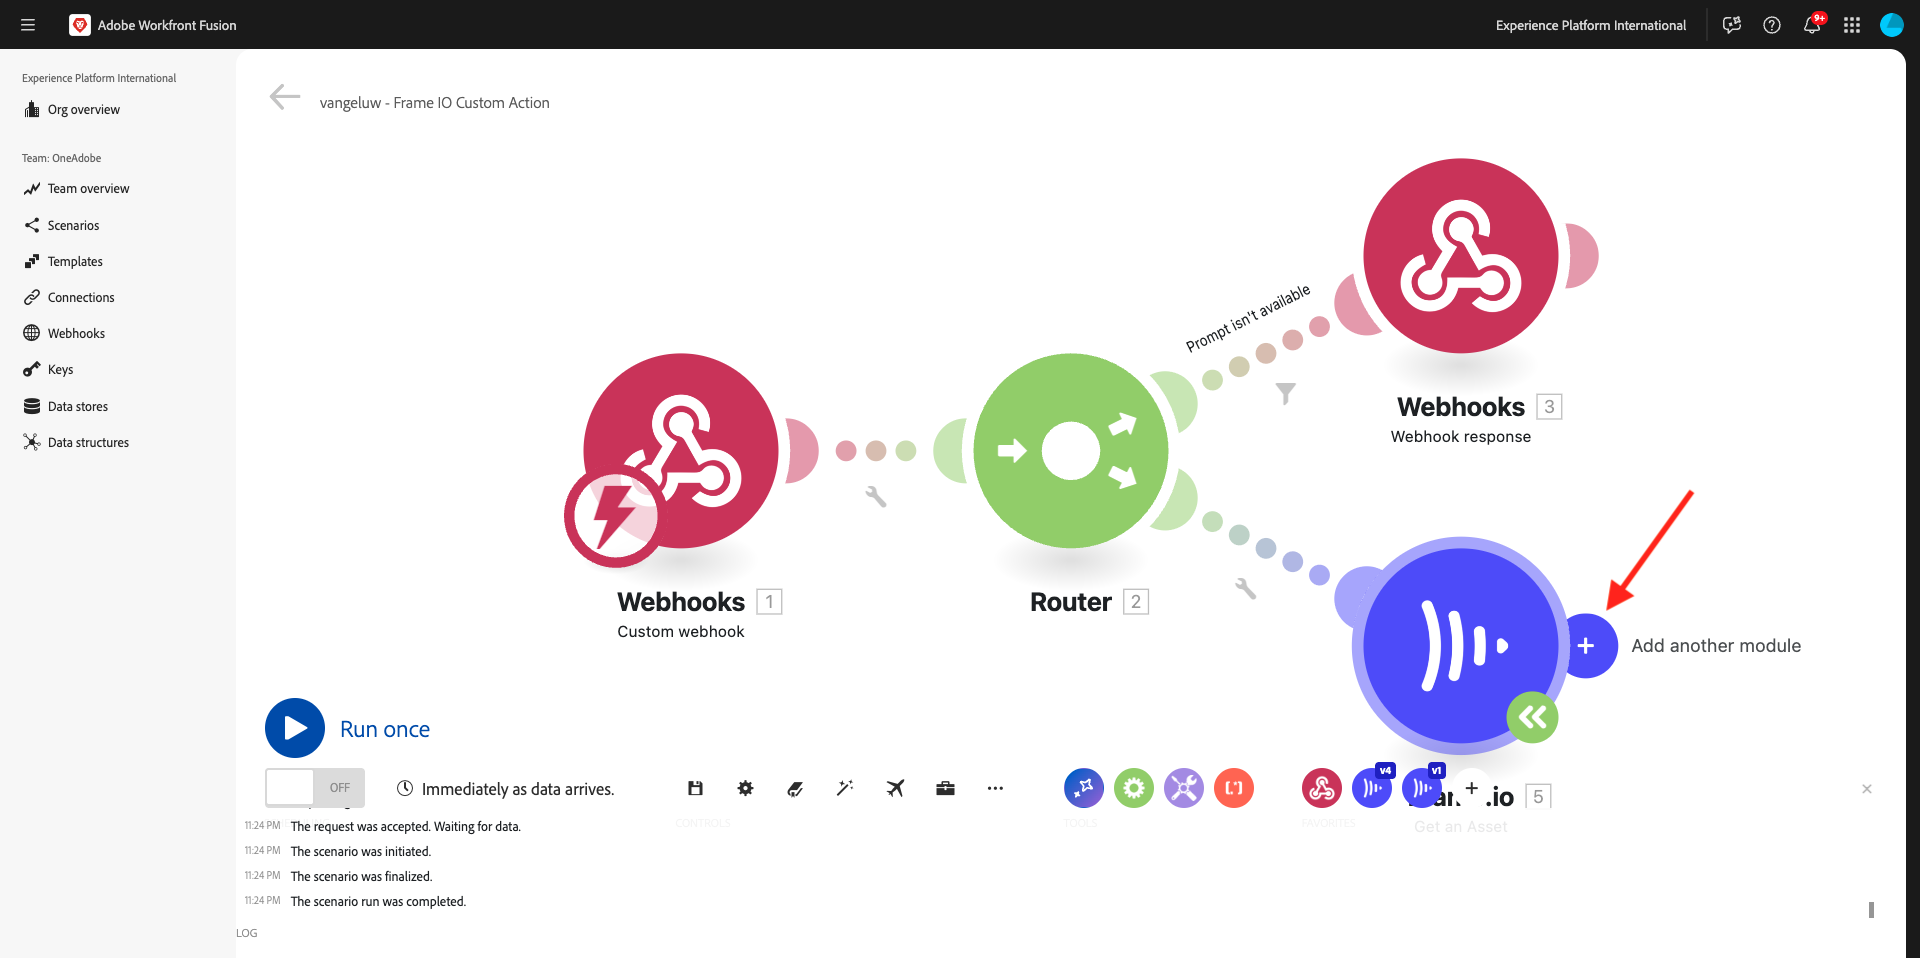 Adobe Workfront Fusion
Experience Platform International
9+
Experience Platform International
Org overview
Team: OneAdobe
Team overview
Scenarios
Templates
Connections
Webhooks
Keys
Data stores
Data structures
vangeluw - Frame IO Custom Action
Prompt isn't available
Webhooks 3
Webhook response
Webhooks 1
Custom webhook
Router 2
Add another module
Run once
OFF
Immediately as data arrives.
v4
v1
.io 5
Get an Asset
CONTROLS
TOOLS
FAVORITES
11:24 PM The request was accepted. Waiting for data.
11:24 PM The scenario was initiated.
11:24 PM The scenario was finalized.
11:24 PM The scenario run was completed.
LOG